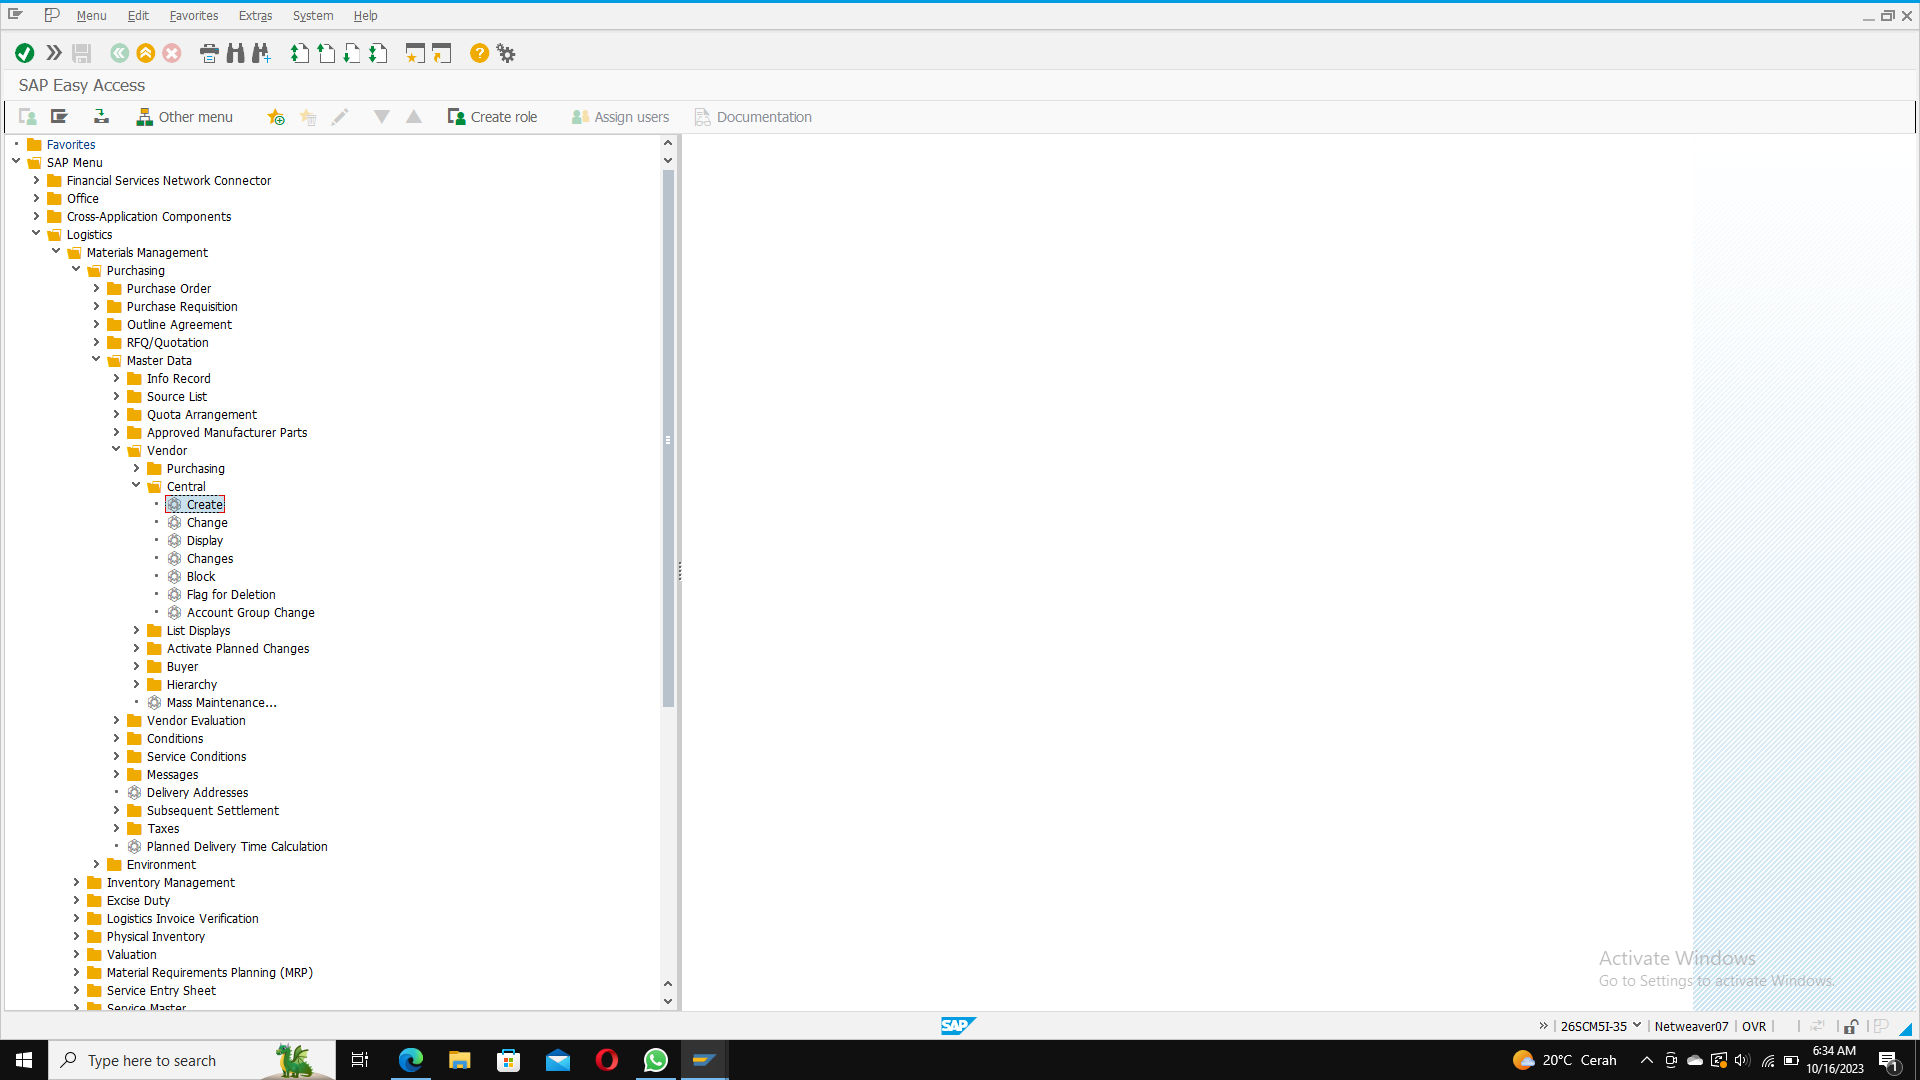 Menu Edit Favorites Extras System Help
SAP Easy Access
Other menu Create role Assign users Documentation
Favorites
SAP Menu
Financial Services Network Connector
Office
Cross-Application Components
Logistics
Materials Management
Purchasing
Purchase Order
Purchase Requisition
Outline Agreement
RFQ/Quotation
Master Data
Info Record
Source List
Quota Arrangement
Approved Manufacturer Parts
Vendor
Purchasing
Central
Create
Change
Display
Changes
Block
Flag for Deletion
Account Group Change
List Displays
Activate Planned Changes
Buyer
Hierarchy
Mass Maintenance...
Vendor Evaluation
Conditions
Service Conditions
Messages
Delivery Addresses
Subsequent Settlement
Taxes
Planned Delivery Time Calculation
Environment
Inventory Management
Excise Duty
Logistics Invoice Verification
Physical Inventory
Valuation
Material Requirements Planning (MRP)
Service Entry Sheet
Service Master
Activate Windows
Go to Settings to activate Windows.
SAP 26SCM5I-35 Netweaver07 OVR
Type here to search 20°C Cerah 6:34 AM
10/16/2023 1